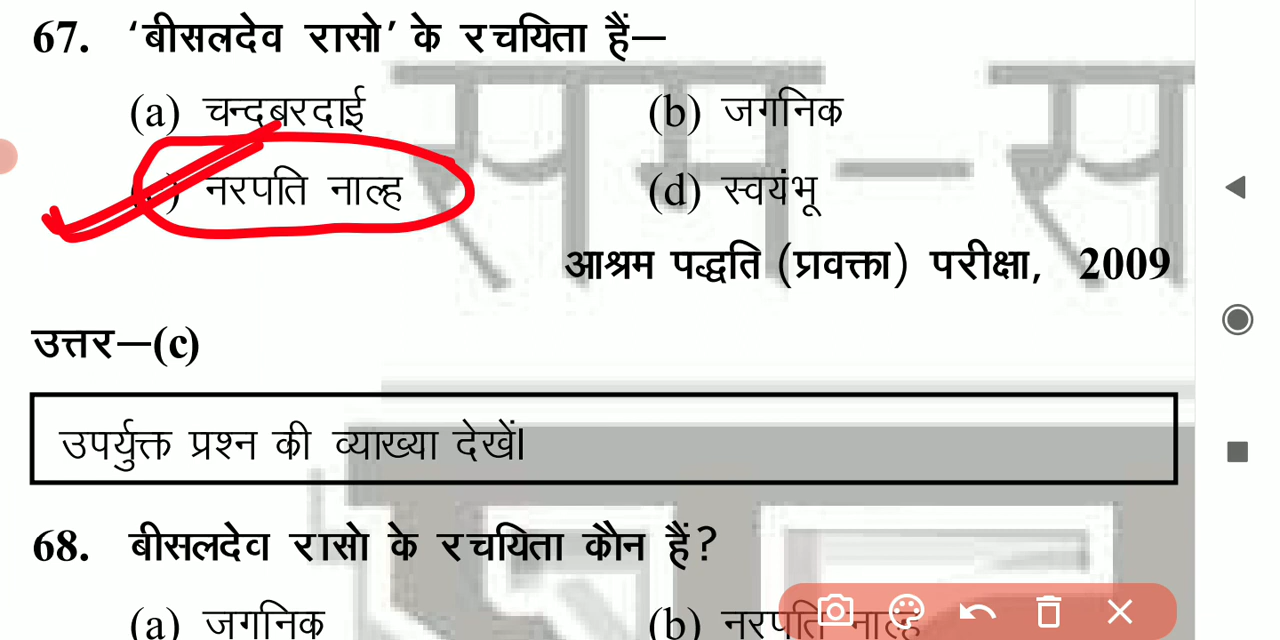 67. 'बीसलदेव रासो' के रचयिता हैं—
(a) चन्दबरदाई (b) जगनिक
(c) नरपति नाल्ह (d) स्वयंभू
आश्रम पद्धति (प्रवक्ता) परीक्षा, 2009
उत्तर—(c)
उपर्युक्त प्रश्न की व्याख्या देखें।
68. बीसलदेव रासो के रचयिता कौन हैं?
(a) जगनिक (b) नरपति नाल्ह